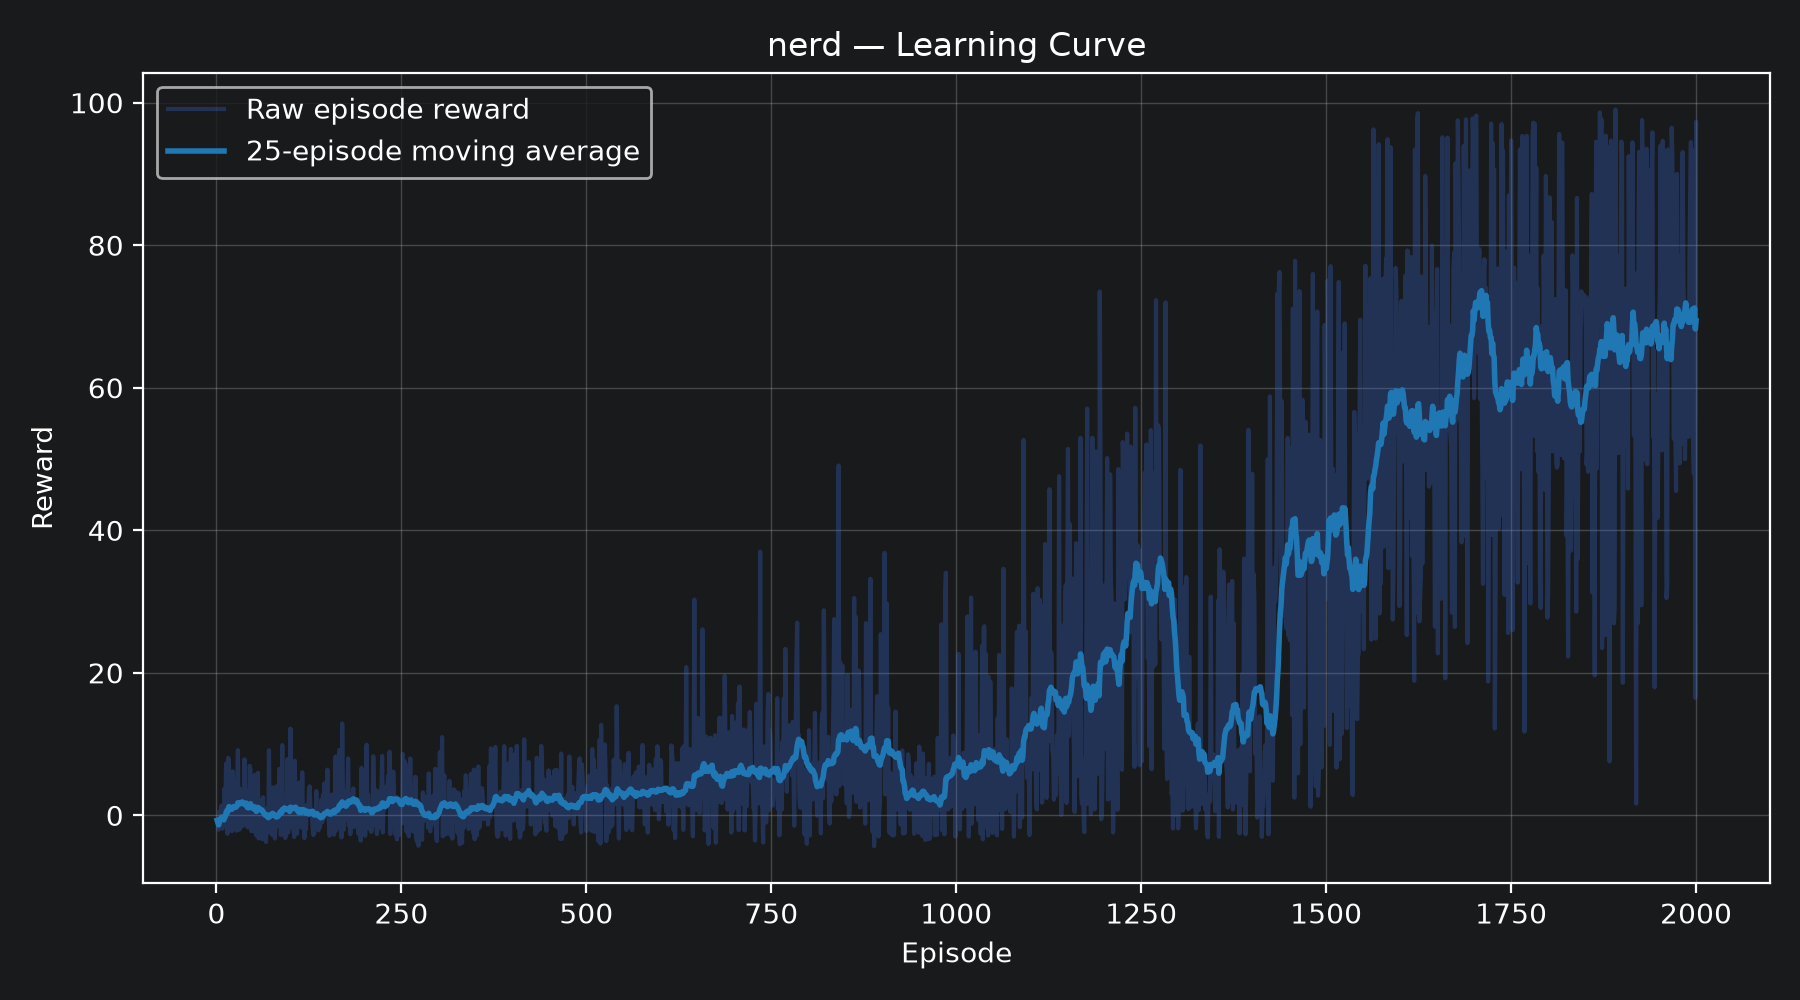 nerd — Learning Curve
Raw episode reward
25-episode moving average
100
80
60
40
20
0
Reward
0 250 500 750 1000 1250 1500 1750 2000
Episode